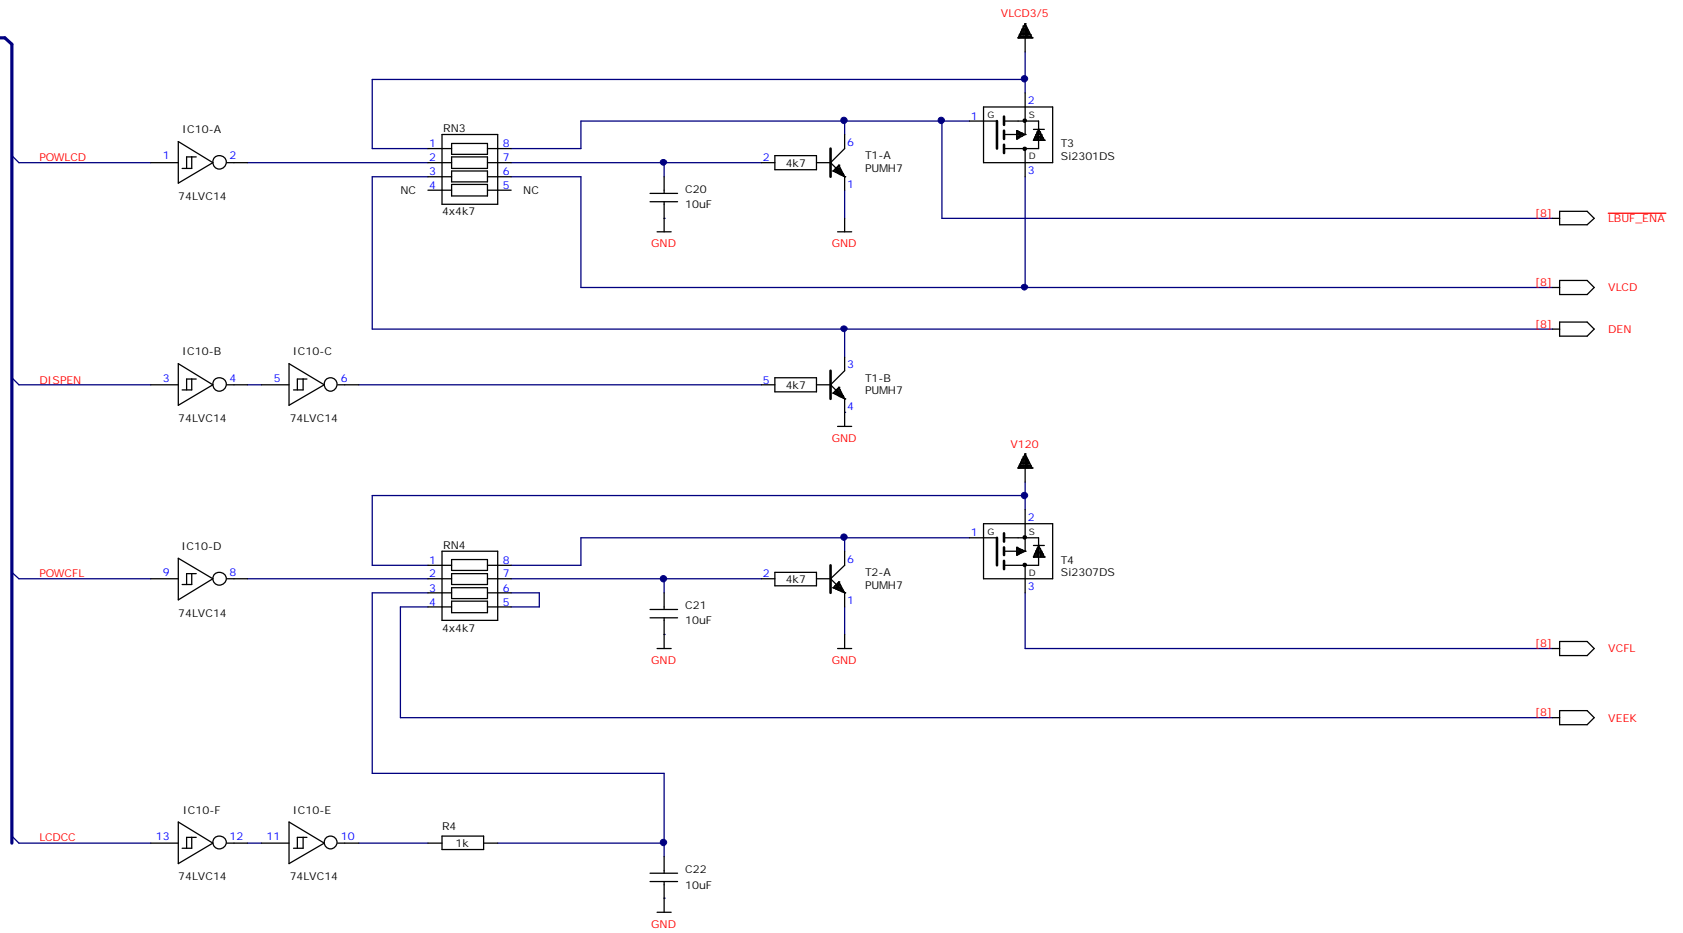 VLCD3/5
2
IC10-A
RN3
1 G S
T3
Si2301DS
D
3
POWLCD 1 2
74LVC14
1 8
2 7
3 6
NC 4 5 NC
4x4k7
C20
10uF
GND
2 4k7
6
T1-A
PUMH7
1
GND
[8] LBUF_ENA
[8] VLCD
[8] DEN
IC10-B IC10-C
DISPEN 3 4 5 6
74LVC14 74LVC14
5 4k7
3
T1-B
PUMH7
4
GND
V120
2
IC10-D
RN4
1 G S
T4
Si2307DS
D
3
POWCFL 9 8
74LVC14
1 8
2 7
3 6
4 5
4x4k7
C21
10uF
GND
2 4k7
6
T2-A
PUMH7
1
GND
[8] VCFL
[8] VEEK
IC10-F IC10-E
LCDCC 13 12 11 10
74LVC14 74LVC14
R4
1k
C22
10uF
GND